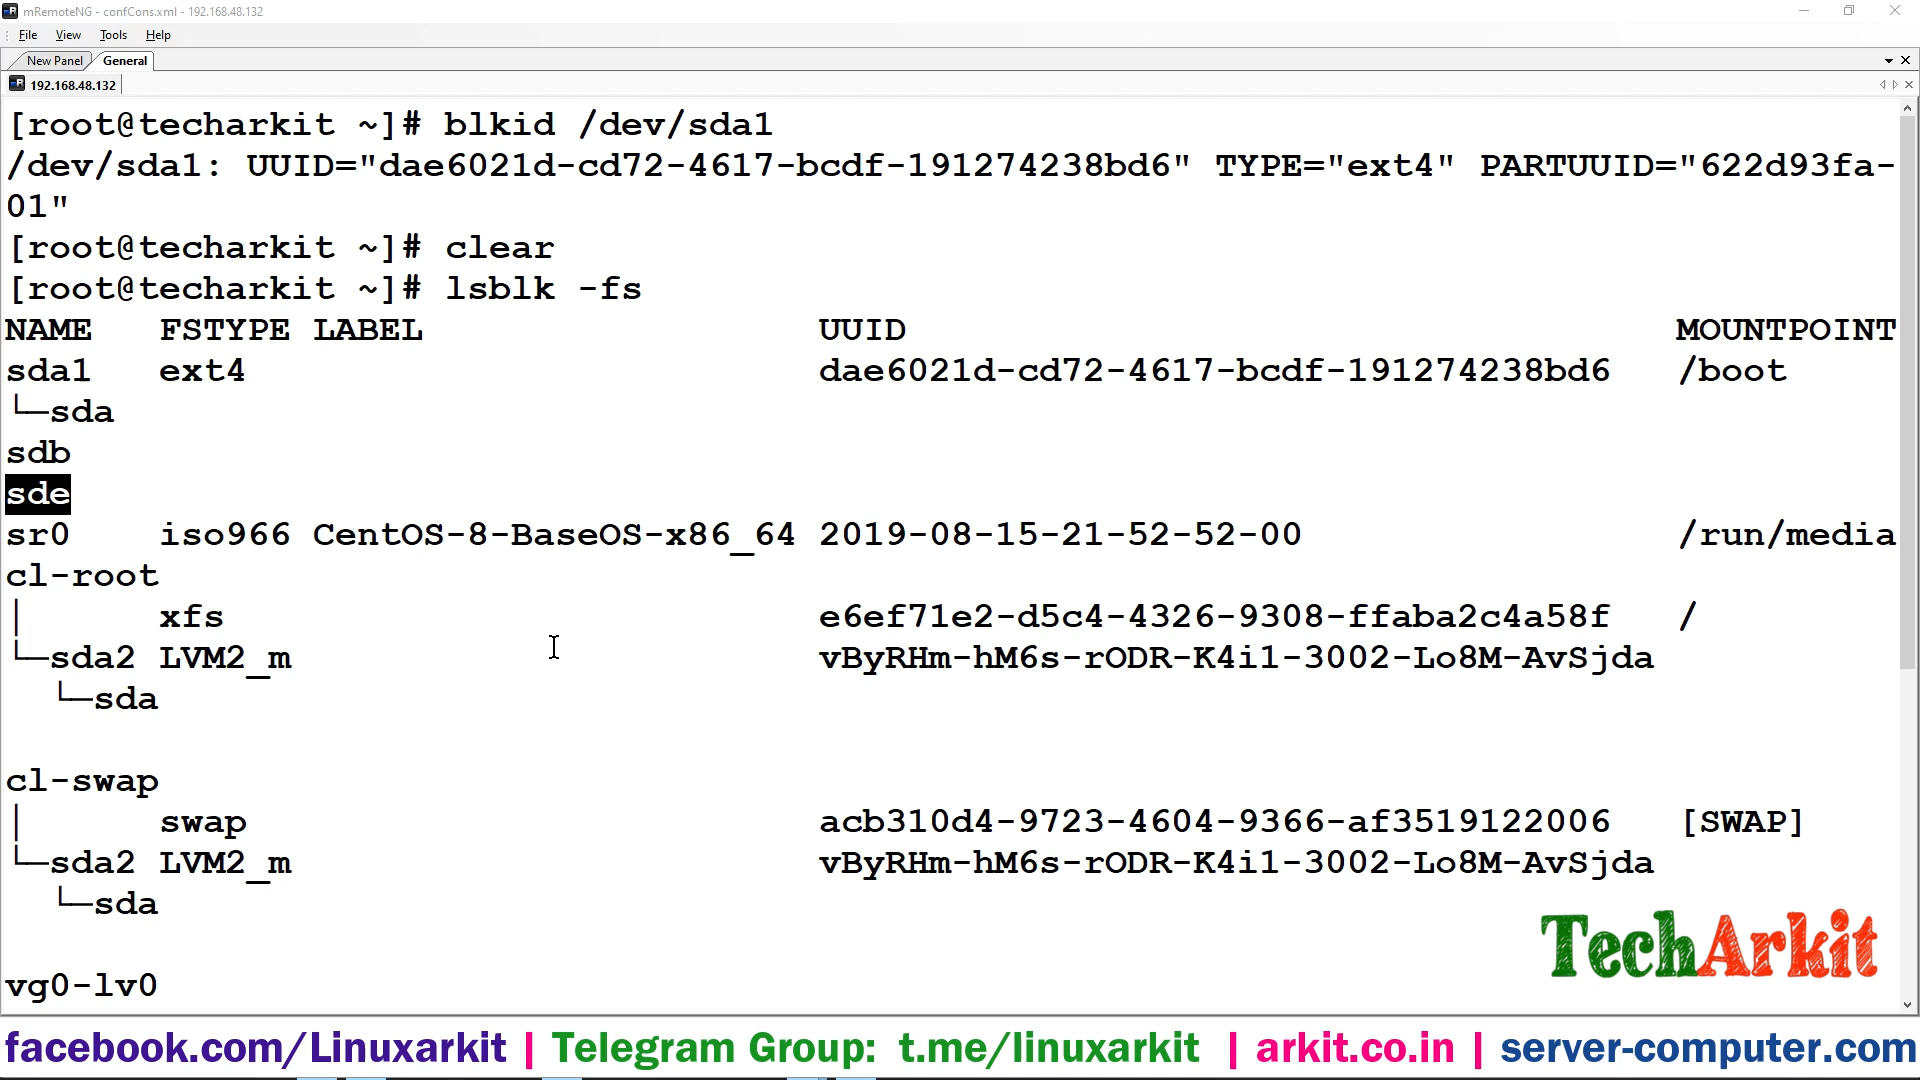 mRemoteNG - confCons.xml - 192.168.48.132
File View Tools Help
New Panel General
192.168.48.132
[root@techarkit ~]# blkid /dev/sda1
/dev/sda1: UUID="dae6021d-cd72-4617-bcdf-191274238bd6" TYPE="ext4" PARTUUID="622d93fa-
01"
[root@techarkit ~]# clear
[root@techarkit ~]# lsblk -fs
NAME FSTYPE LABEL UUID MOUNTPOINT
sda1 ext4 dae6021d-cd72-4617-bcdf-191274238bd6 /boot
└─sda
sdb
sde
sr0 iso966 CentOS-8-BaseOS-x86_64 2019-08-15-21-52-52-00 /run/media
cl-root
│ xfs e6ef71e2-d5c4-4326-9308-ffaba2c4a58f /
└─sda2 LVM2_m vByRHm-hM6s-rODR-K4i1-3002-Lo8M-AvSjda
└─sda
cl-swap
│ swap acb310d4-9723-4604-9366-af3519122006 [SWAP]
└─sda2 LVM2_m vByRHm-hM6s-rODR-K4i1-3002-Lo8M-AvSjda
└─sda
vg0-lv0
TechArkit
facebook.com/Linuxarkit | Telegram Group: t.me/linuxarkit | arkit.co.in | server-computer.com